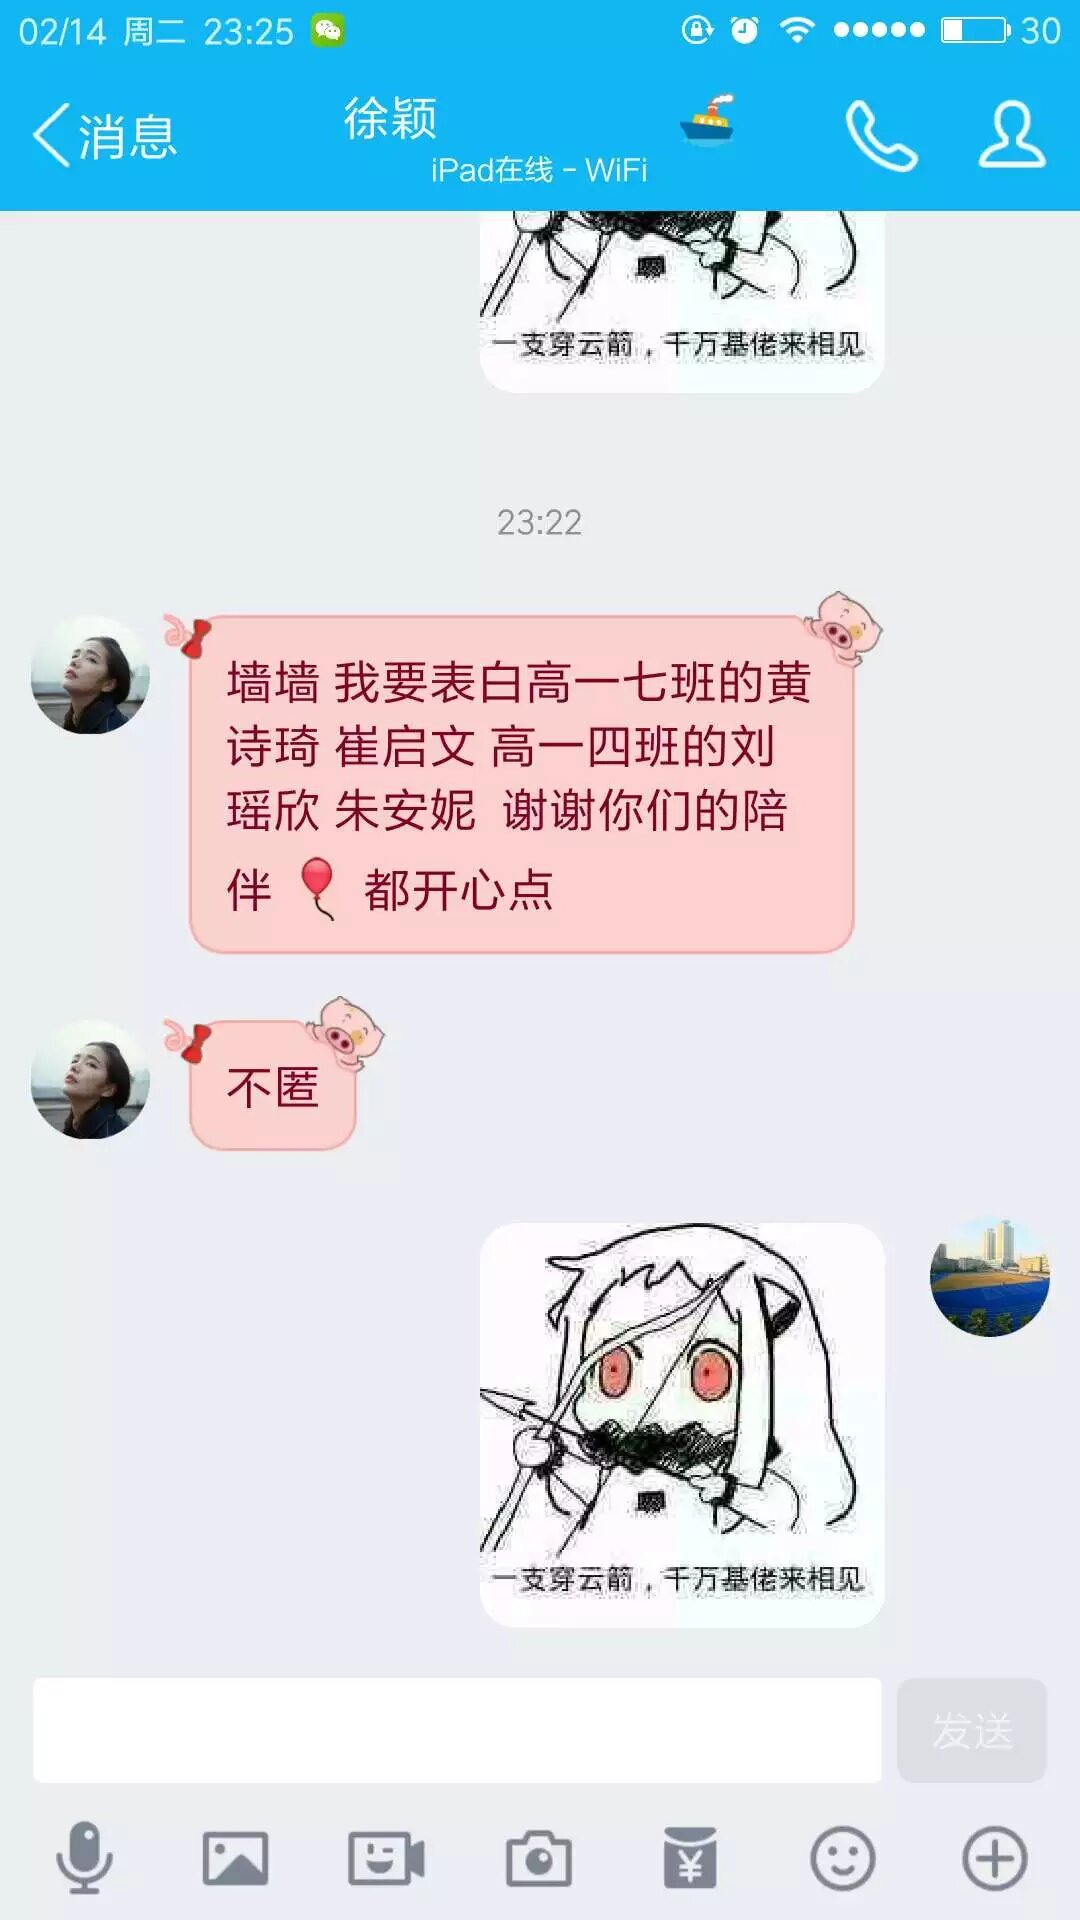 02/14 周二 23:25
30
消息
徐颖
iPad在线 - WiFi
一支穿云箭，千万基佬来相见
23:22
墙墙 我要表白高一七班的黄
诗琦 崔启文 高一四班的刘
瑶欣 朱安妮 谢谢你们的陪
伴 🎈 都开心点
不匿
一支穿云箭，千万基佬来相见
发送